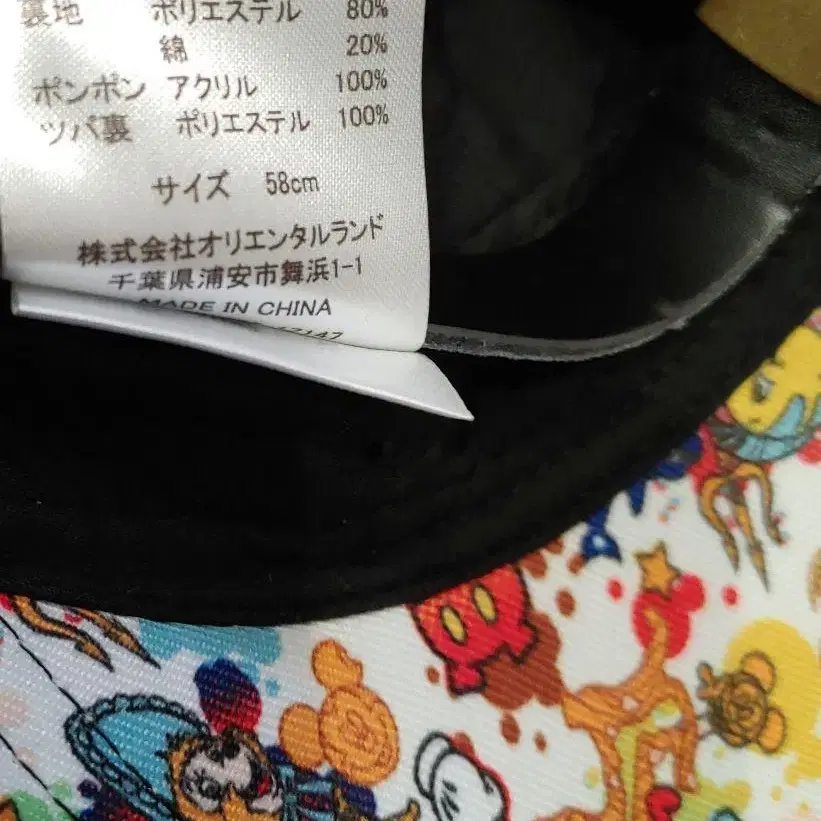 裏地 ポリエステル 80%
綿 20%
ポンポン アクリル 100%
ツバ裏 ポリエステル 100%
サイズ 58cm
株式会社オリエンタルランド
千葉県浦安市舞浜1-1
MADE IN CHINA